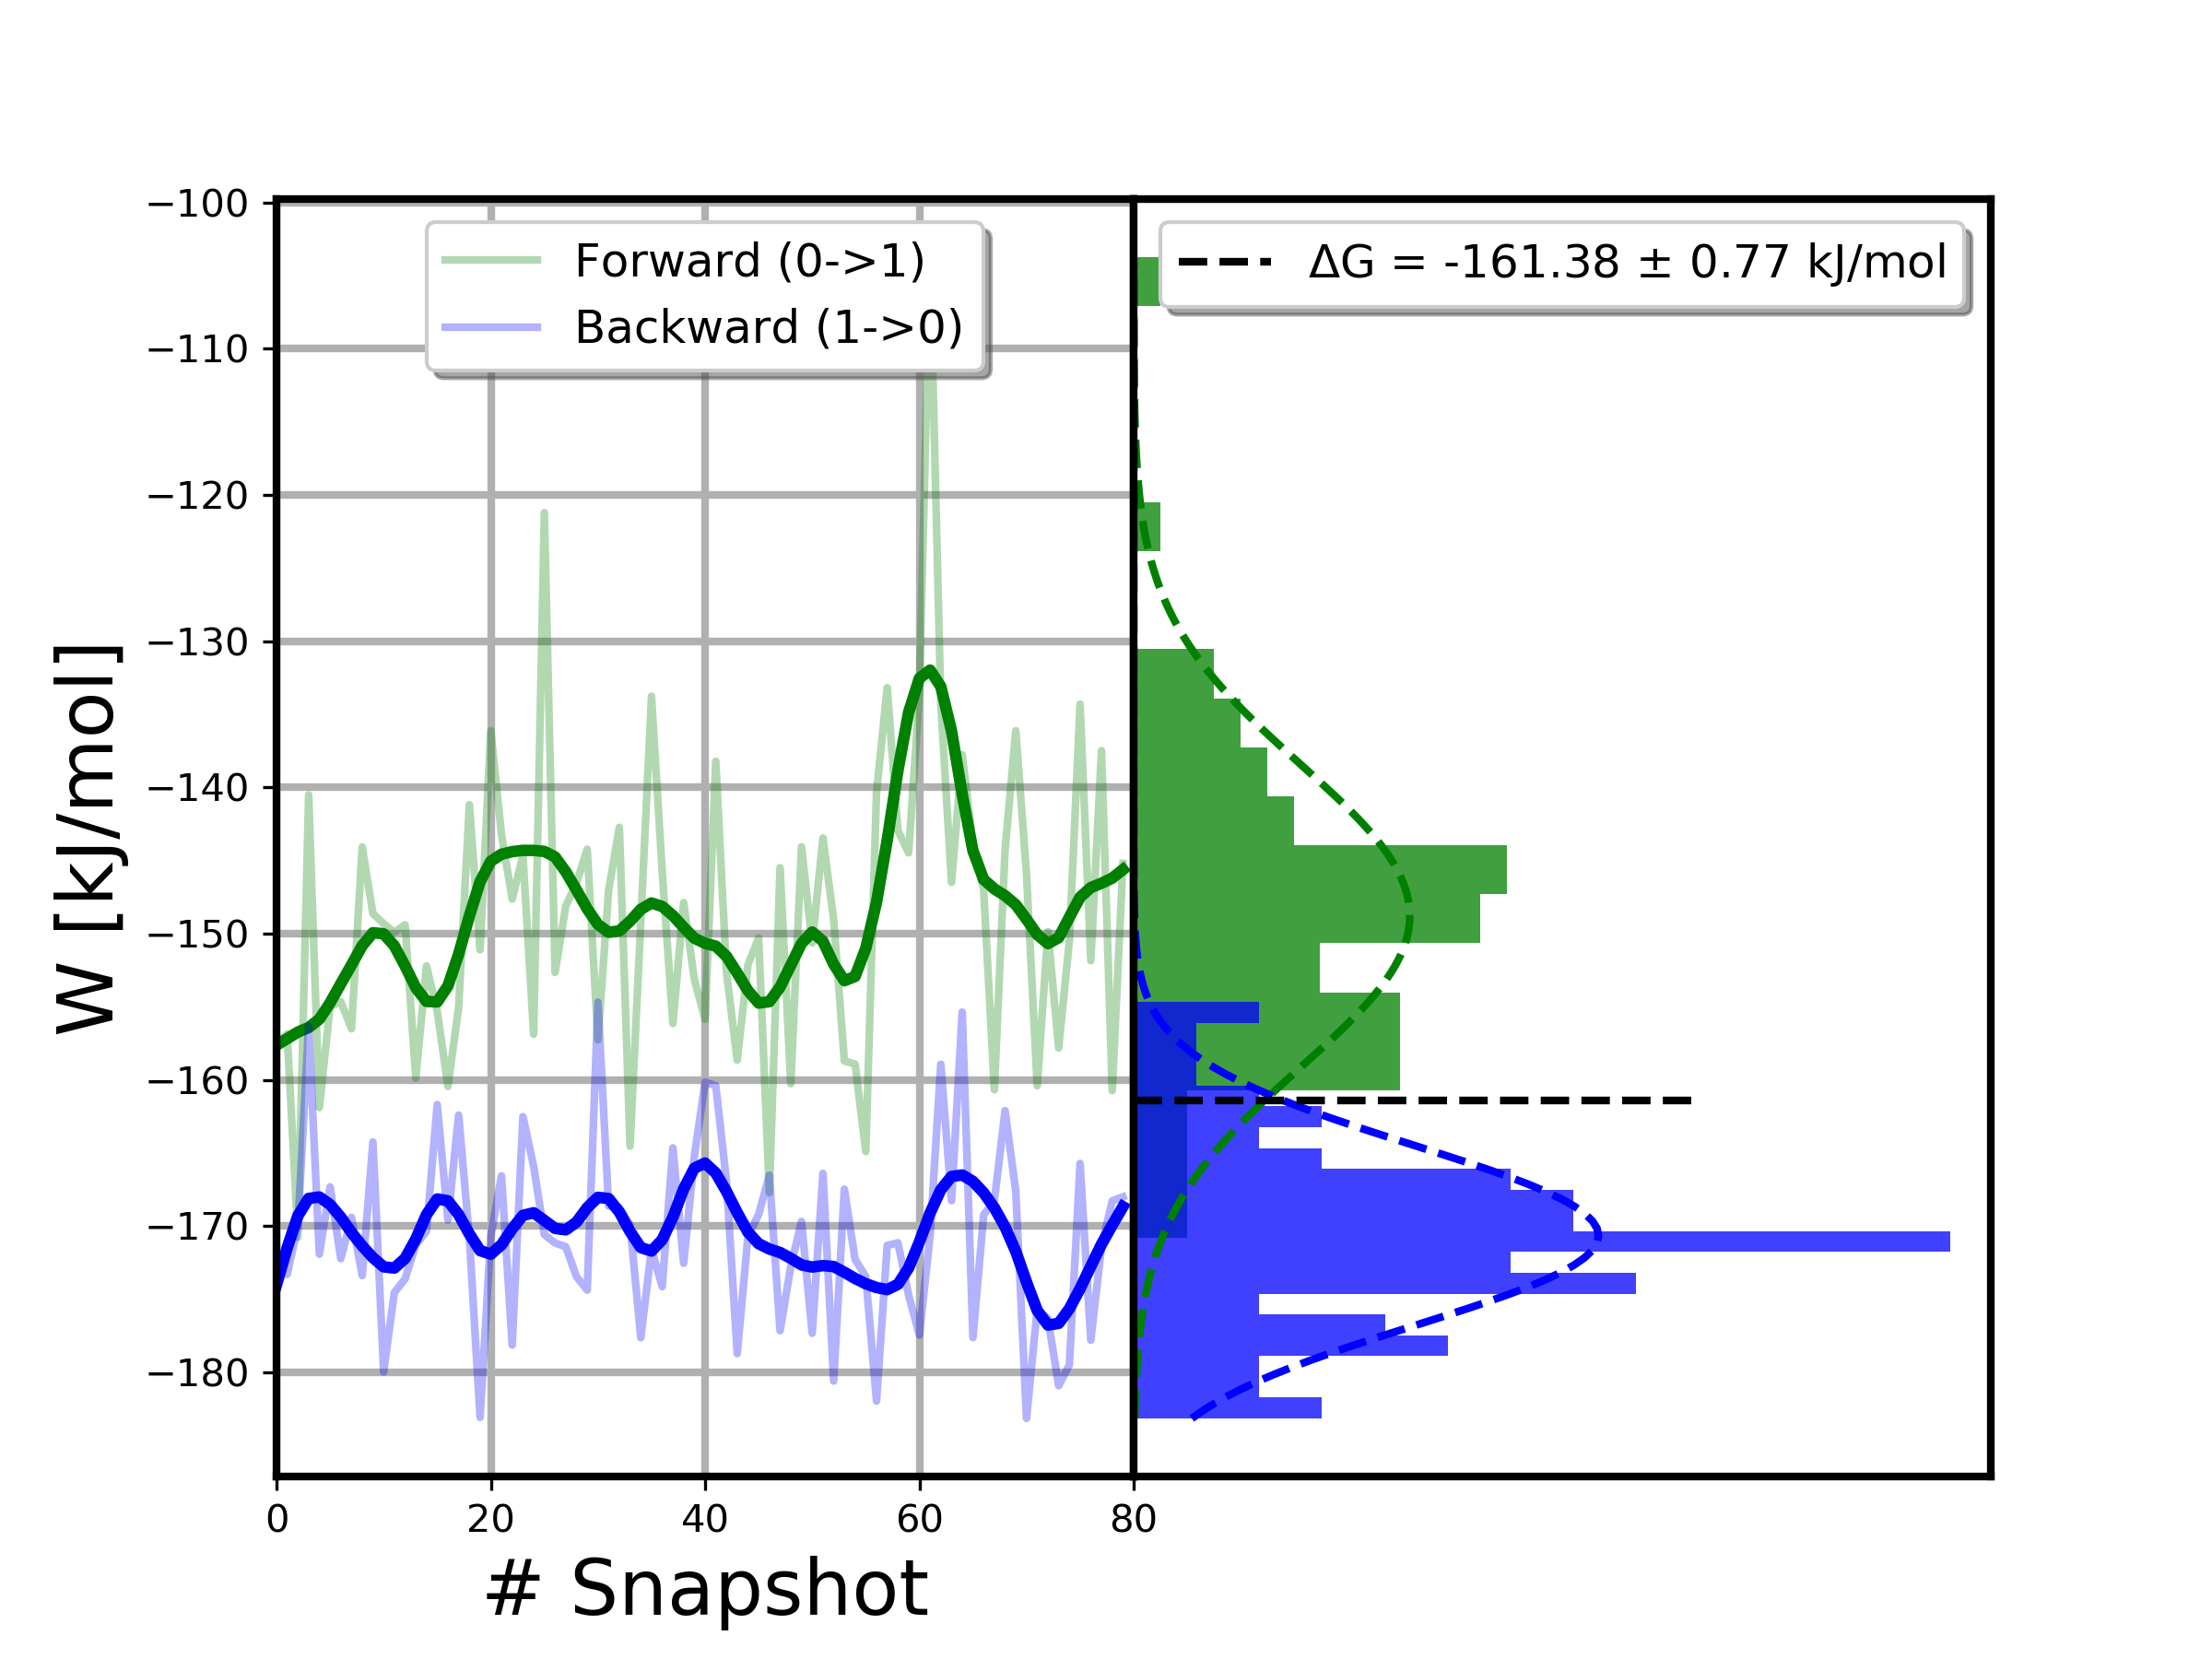 Forward (0->1)
Backward (1->0)
ΔG = -161.38 ± 0.77 kJ/mol
W [kJ/mol]
−100
−110
−120
−130
−140
−150
−160
−170
−180
0 20 40 60 80
# Snapshot